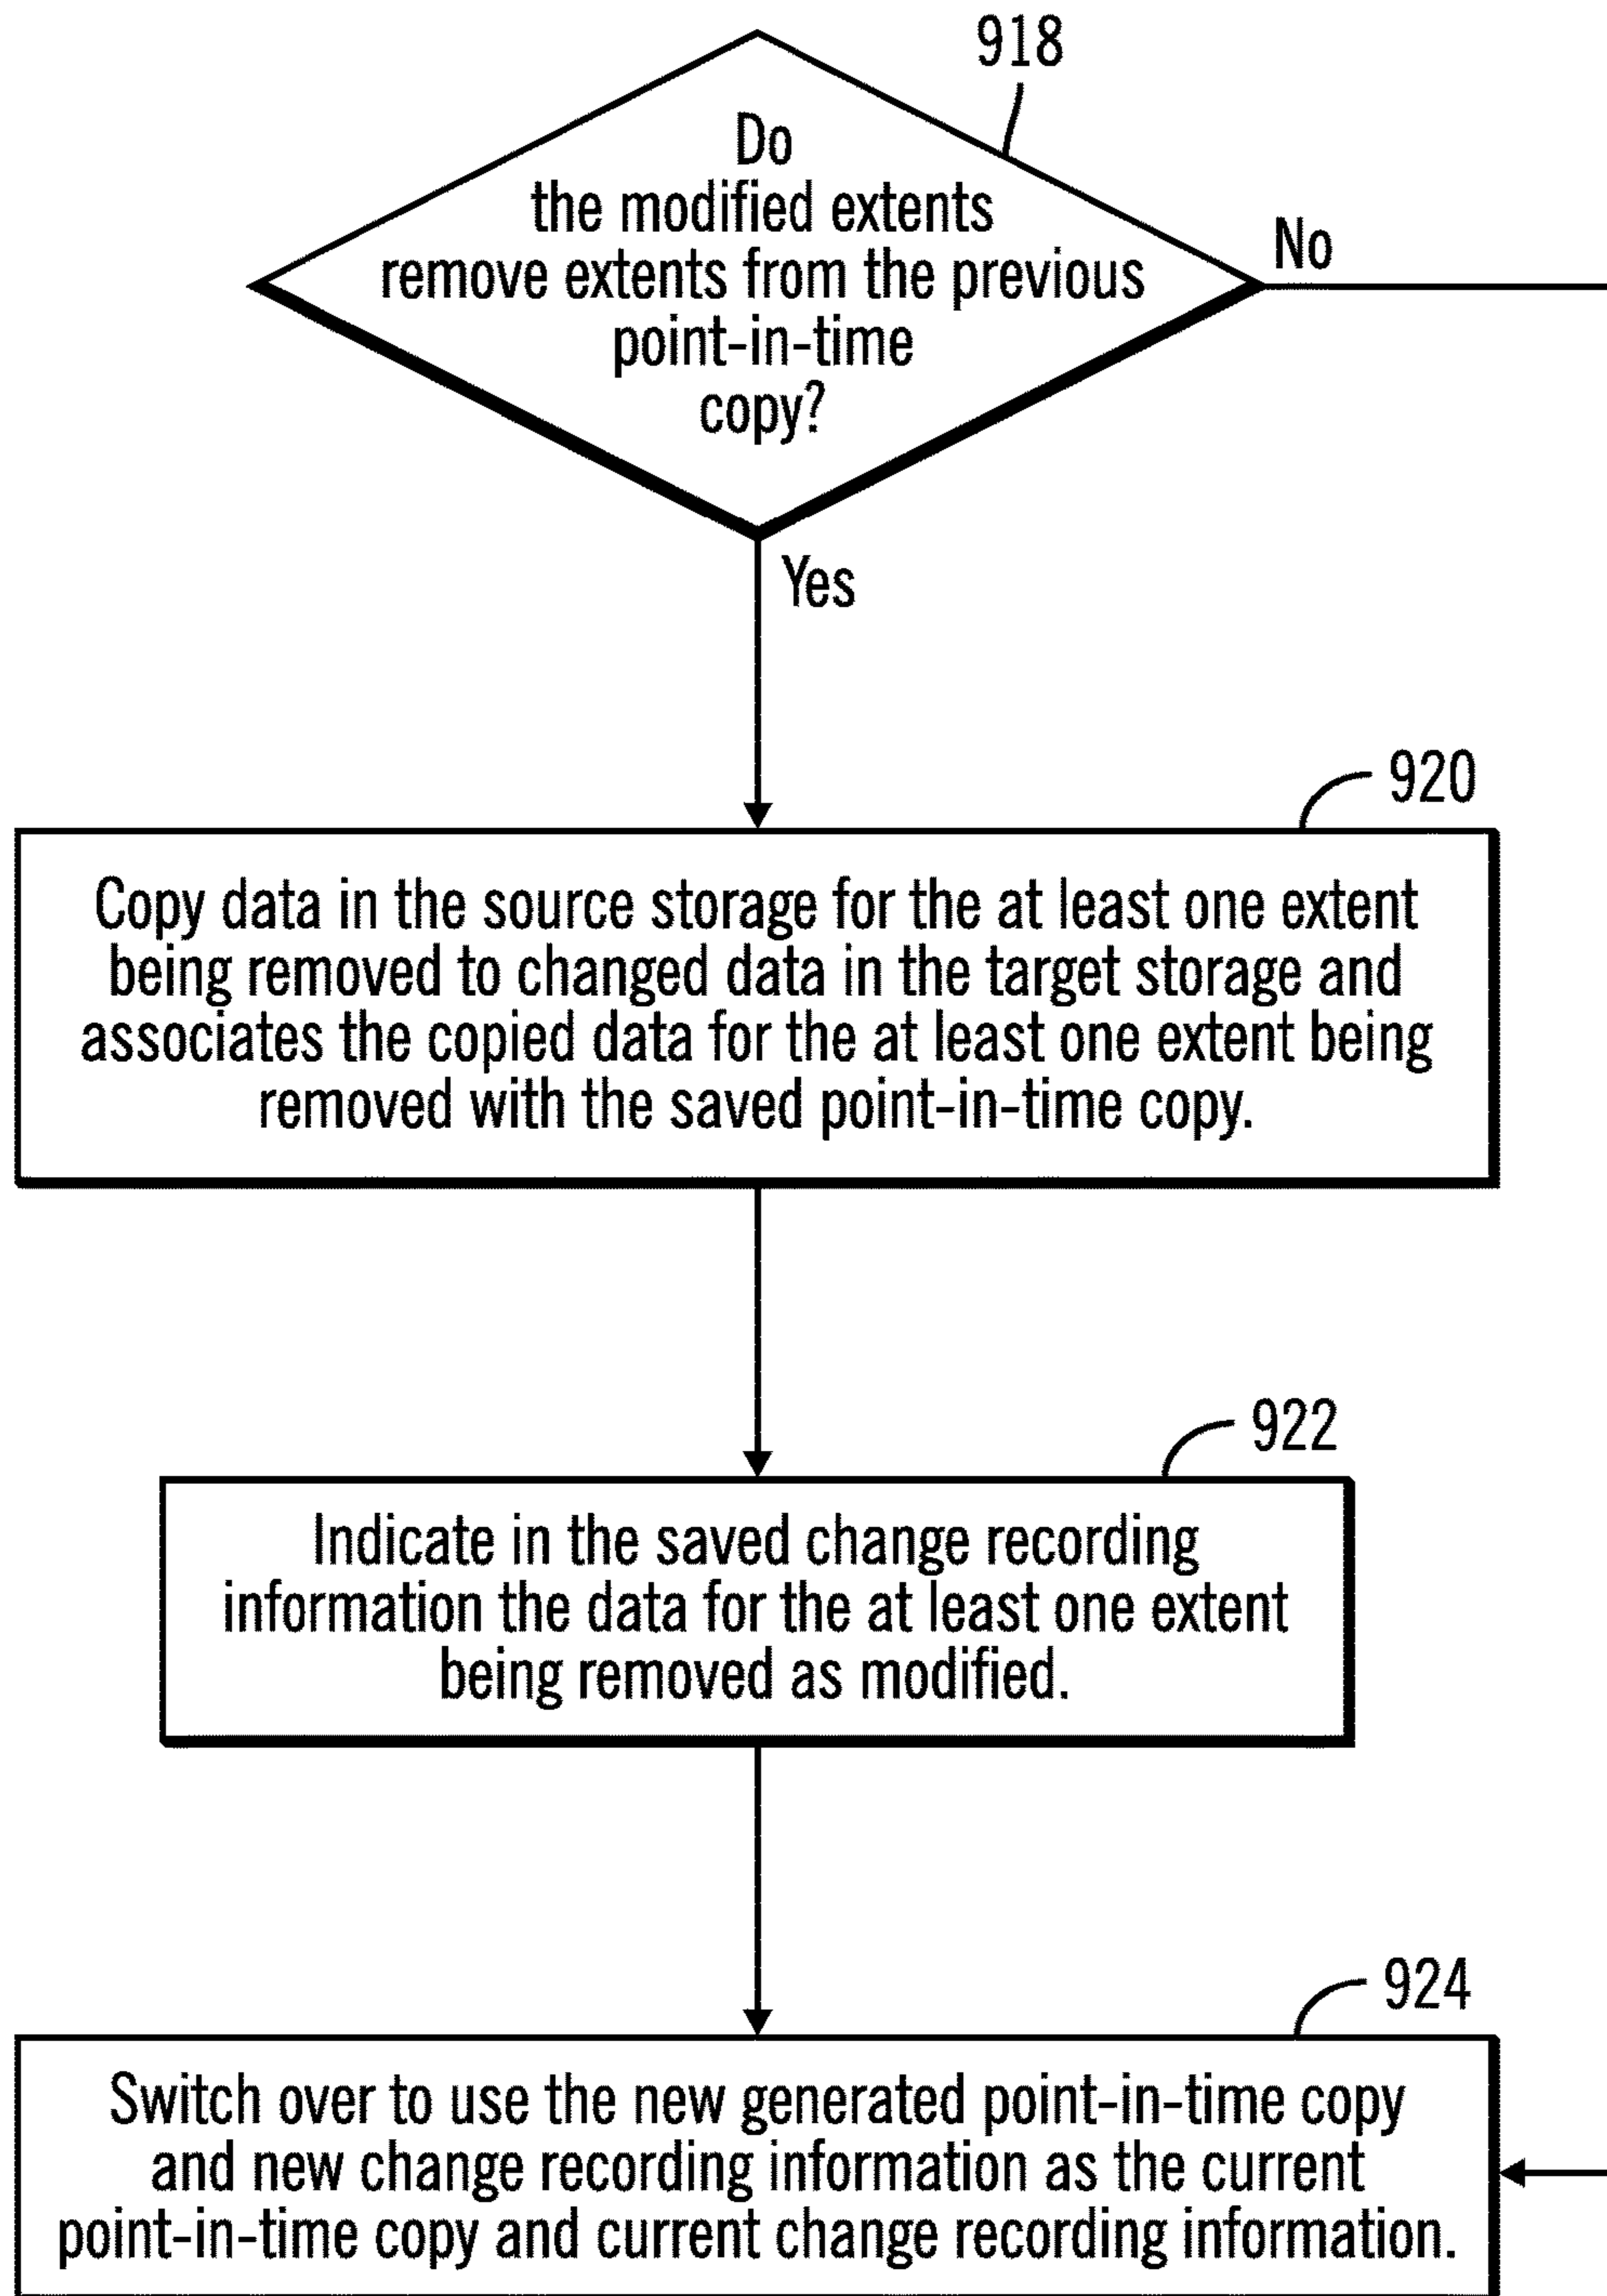 918
Do
the modified extents
remove extents from the previous
point-in-time
copy?
No
Yes
920
Copy data in the source storage for the at least one extent
being removed to changed data in the target storage and
associates the copied data for the at least one extent being
removed with the saved point-in-time copy.
922
Indicate in the saved change recording
information the data for the at least one extent
being removed as modified.
924
Switch over to use the new generated point-in-time copy
and new change recording information as the current
point-in-time copy and current change recording information.